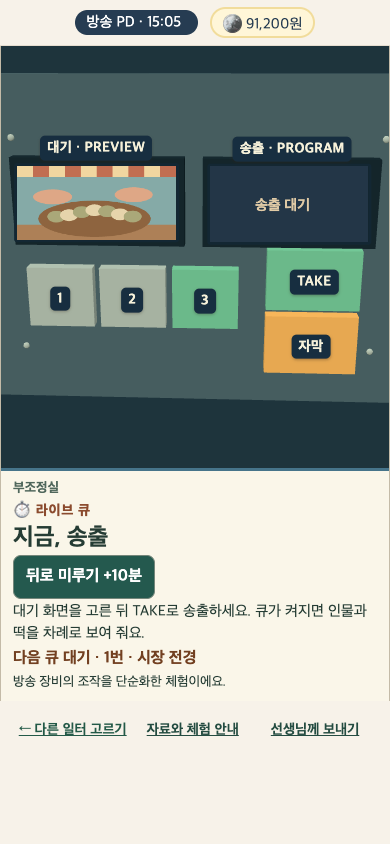 방송 PD · 15:05
91,200원
대기 · PREVIEW
송출 · PROGRAM
송출 대기
1
2
3
TAKE
자막
부조정실
라이브 큐
지금, 송출
뒤로 미루기 +10분
대기 화면을 고른 뒤 TAKE로 송출하세요. 큐가 켜지면 인물과
떡을 차례로 보여 줘요.
다음 큐 대기 · 1번 · 시장 전경
방송 장비의 조작을 단순화한 체험이에요.
← 다른 일터 고르기
자료와 체험 안내
선생님께 보내기